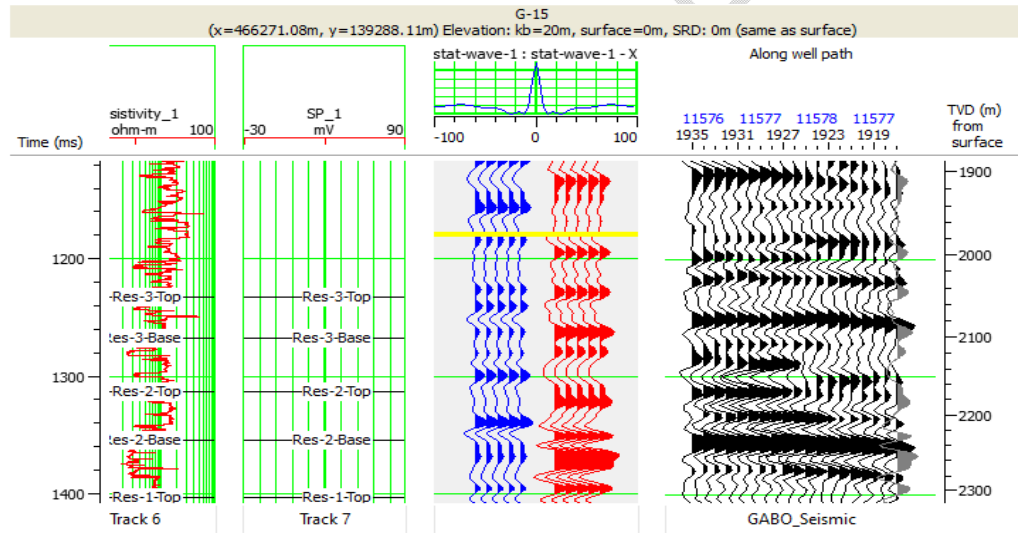 G-15
(x=466271.08m, y=139288.11m) Elevation: kb=20m, surface=0m, SRD: 0m (same as surface)
stat-wave-1 : stat-wave-1 - X
Along well path
sistivity_1
ohm-m 100
SP_1
-30 mV 90
-100 0 100
11576 11577 11578 11577
1935 1931 1927 1923 1919
TVD (m)
from
surface
Time (ms)
1900
1200
2000
-Res-3-Top
-Res-3-Top
2100
Res-3-Base
-Res-3-Base
1300
-Res-2-Top
-Res-2-Top
2200
Res-2-Base
-Res-2-Base
1400
-Res-1-Top
-Res-1-Top
2300
Track 6
Track 7
GABO_Seismic